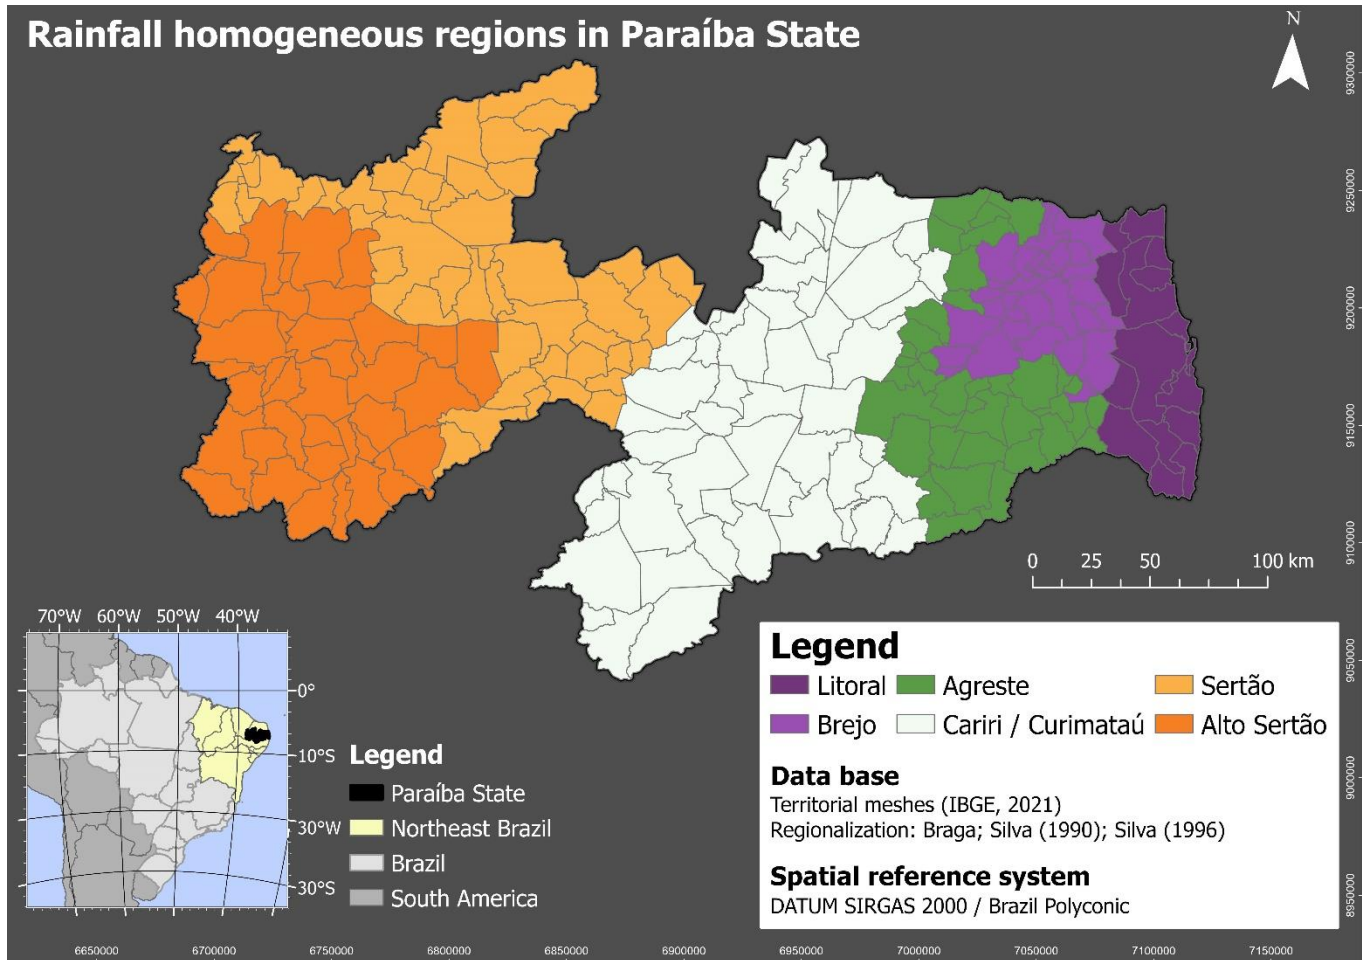 Rainfall homogeneous regions in Paraíba State
N
9300000
9250000
9200000
9150000
9100000
9050000
9000000
8950000
0 25 50 100 km
70°W 60°W 50°W 40°W
0°
10°S
30°W
30°S
Legend
Paraíba State
Northeast Brazil
Brazil
South America
Legend
Litoral Agreste Sertão
Brejo Cariri / Curimataú Alto Sertão
Data base
Territorial meshes (IBGE, 2021)
Regionalization: Braga; Silva (1990); Silva (1996)
Spatial reference system
DATUM SIRGAS 2000 / Brazil Polyconic
6650000 6700000 6750000 6800000 6850000 6900000 6950000 7000000 7050000 7100000 7150000